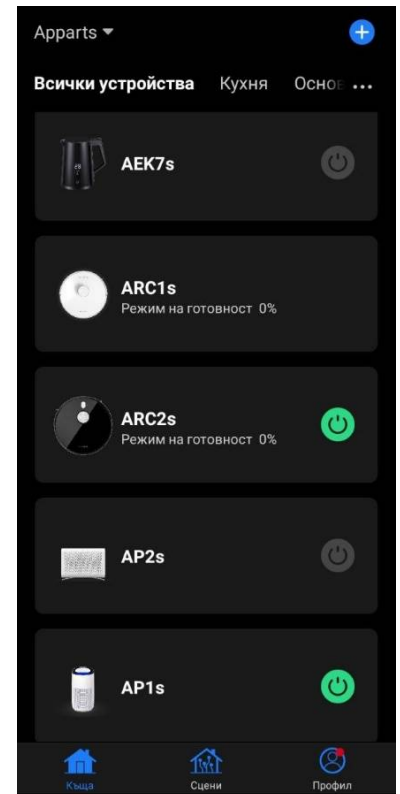 Apparts
Всички устройства Кухня Основ ...
AEK7s
ARC1s
Режим на готовност 0%
ARC2s
Режим на готовност 0%
AP2s
AP1s
Къща Сцени Профил